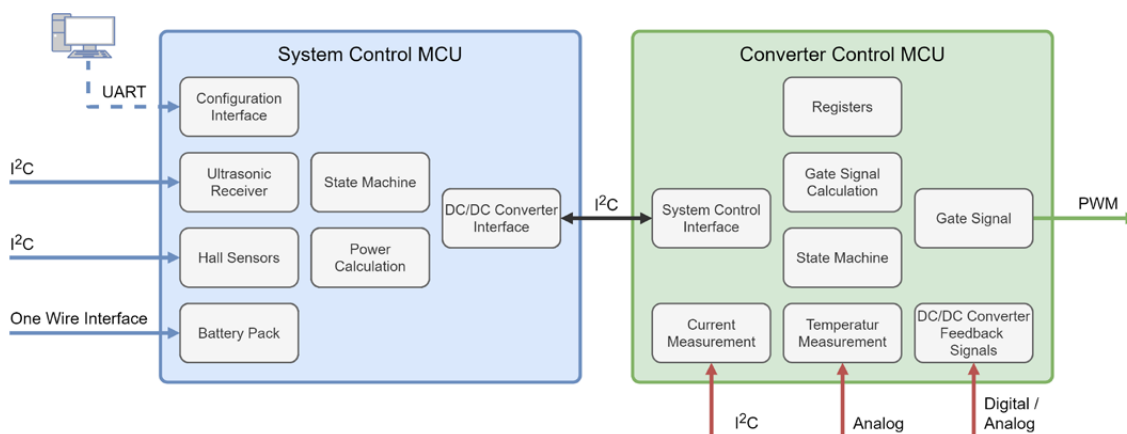 System Control MCU
UART
Configuration
Interface
I²C
Ultrasonic
Receiver
State Machine
I²C
Hall Sensors
Power
Calculation
DC/DC Converter
Interface
One Wire Interface
Battery Pack
I²C
Converter Control MCU
Registers
Gate Signal
Calculation
System Control
Interface
State Machine
Gate Signal
PWM
Current
Measurement
Temperatur
Measurement
DC/DC Converter
Feedback
Signals
I²C
Analog
Digital /
Analog